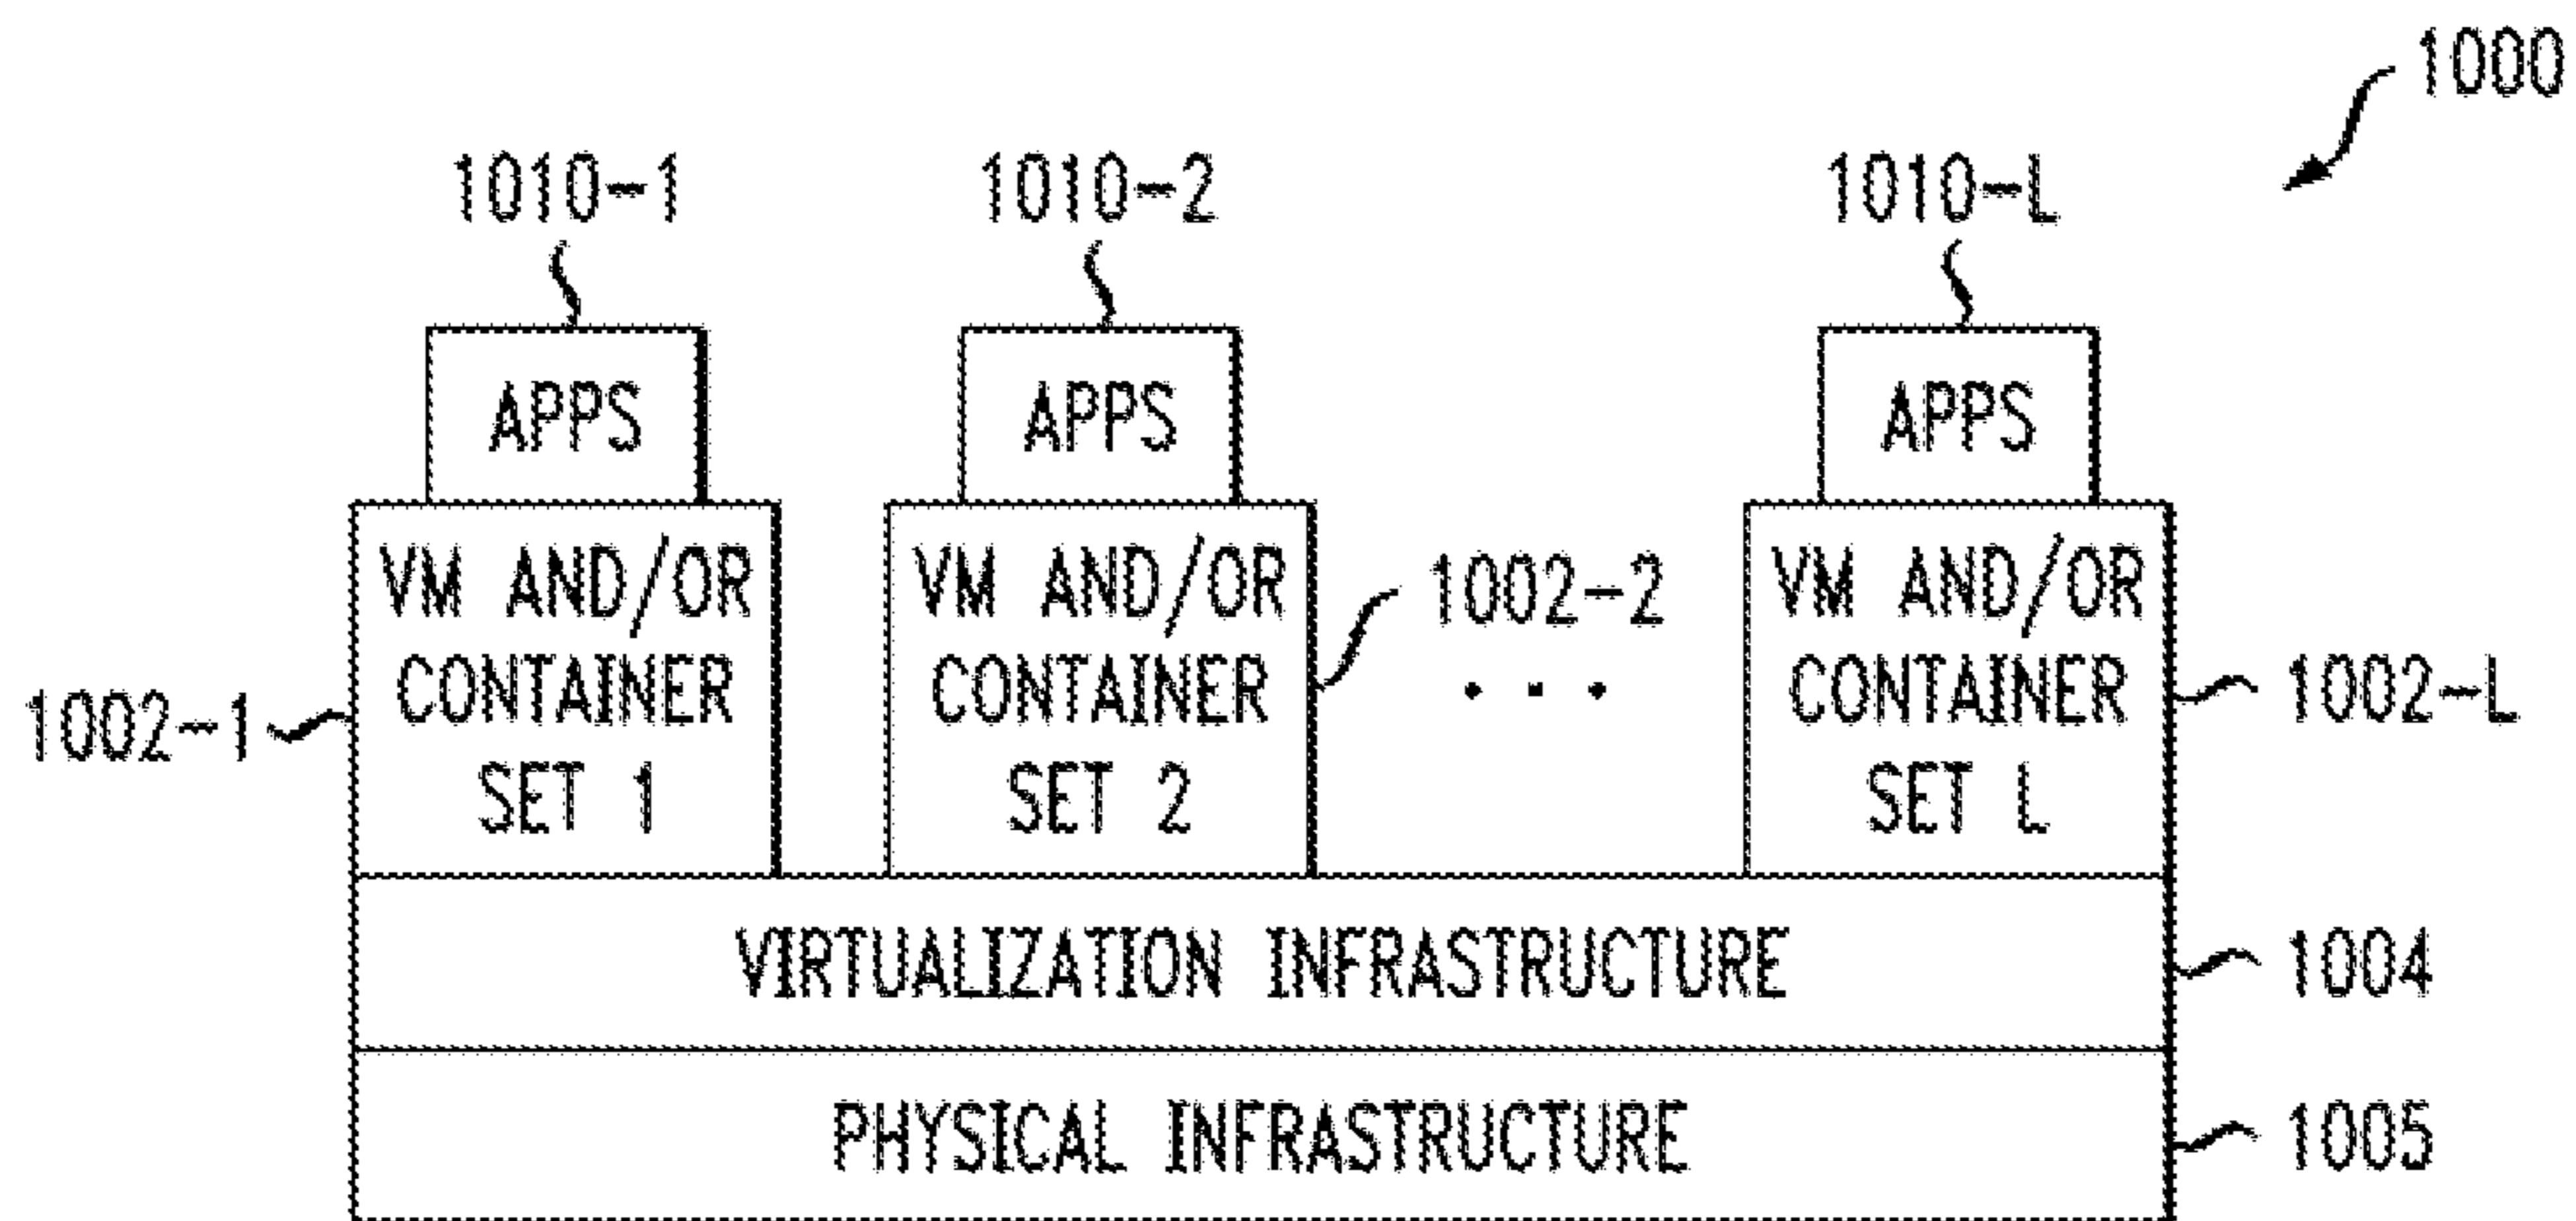 1000
1010-1 1010-2 1010-L
APPS APPS APPS
VM AND/OR
CONTAINER
SET 1
VM AND/OR
CONTAINER
SET 2
1002-2
. . .
VM AND/OR
CONTAINER
SET L
1002-1
1002-L
VIRTUALIZATION INFRASTRUCTURE
1004
PHYSICAL INFRASTRUCTURE
1005